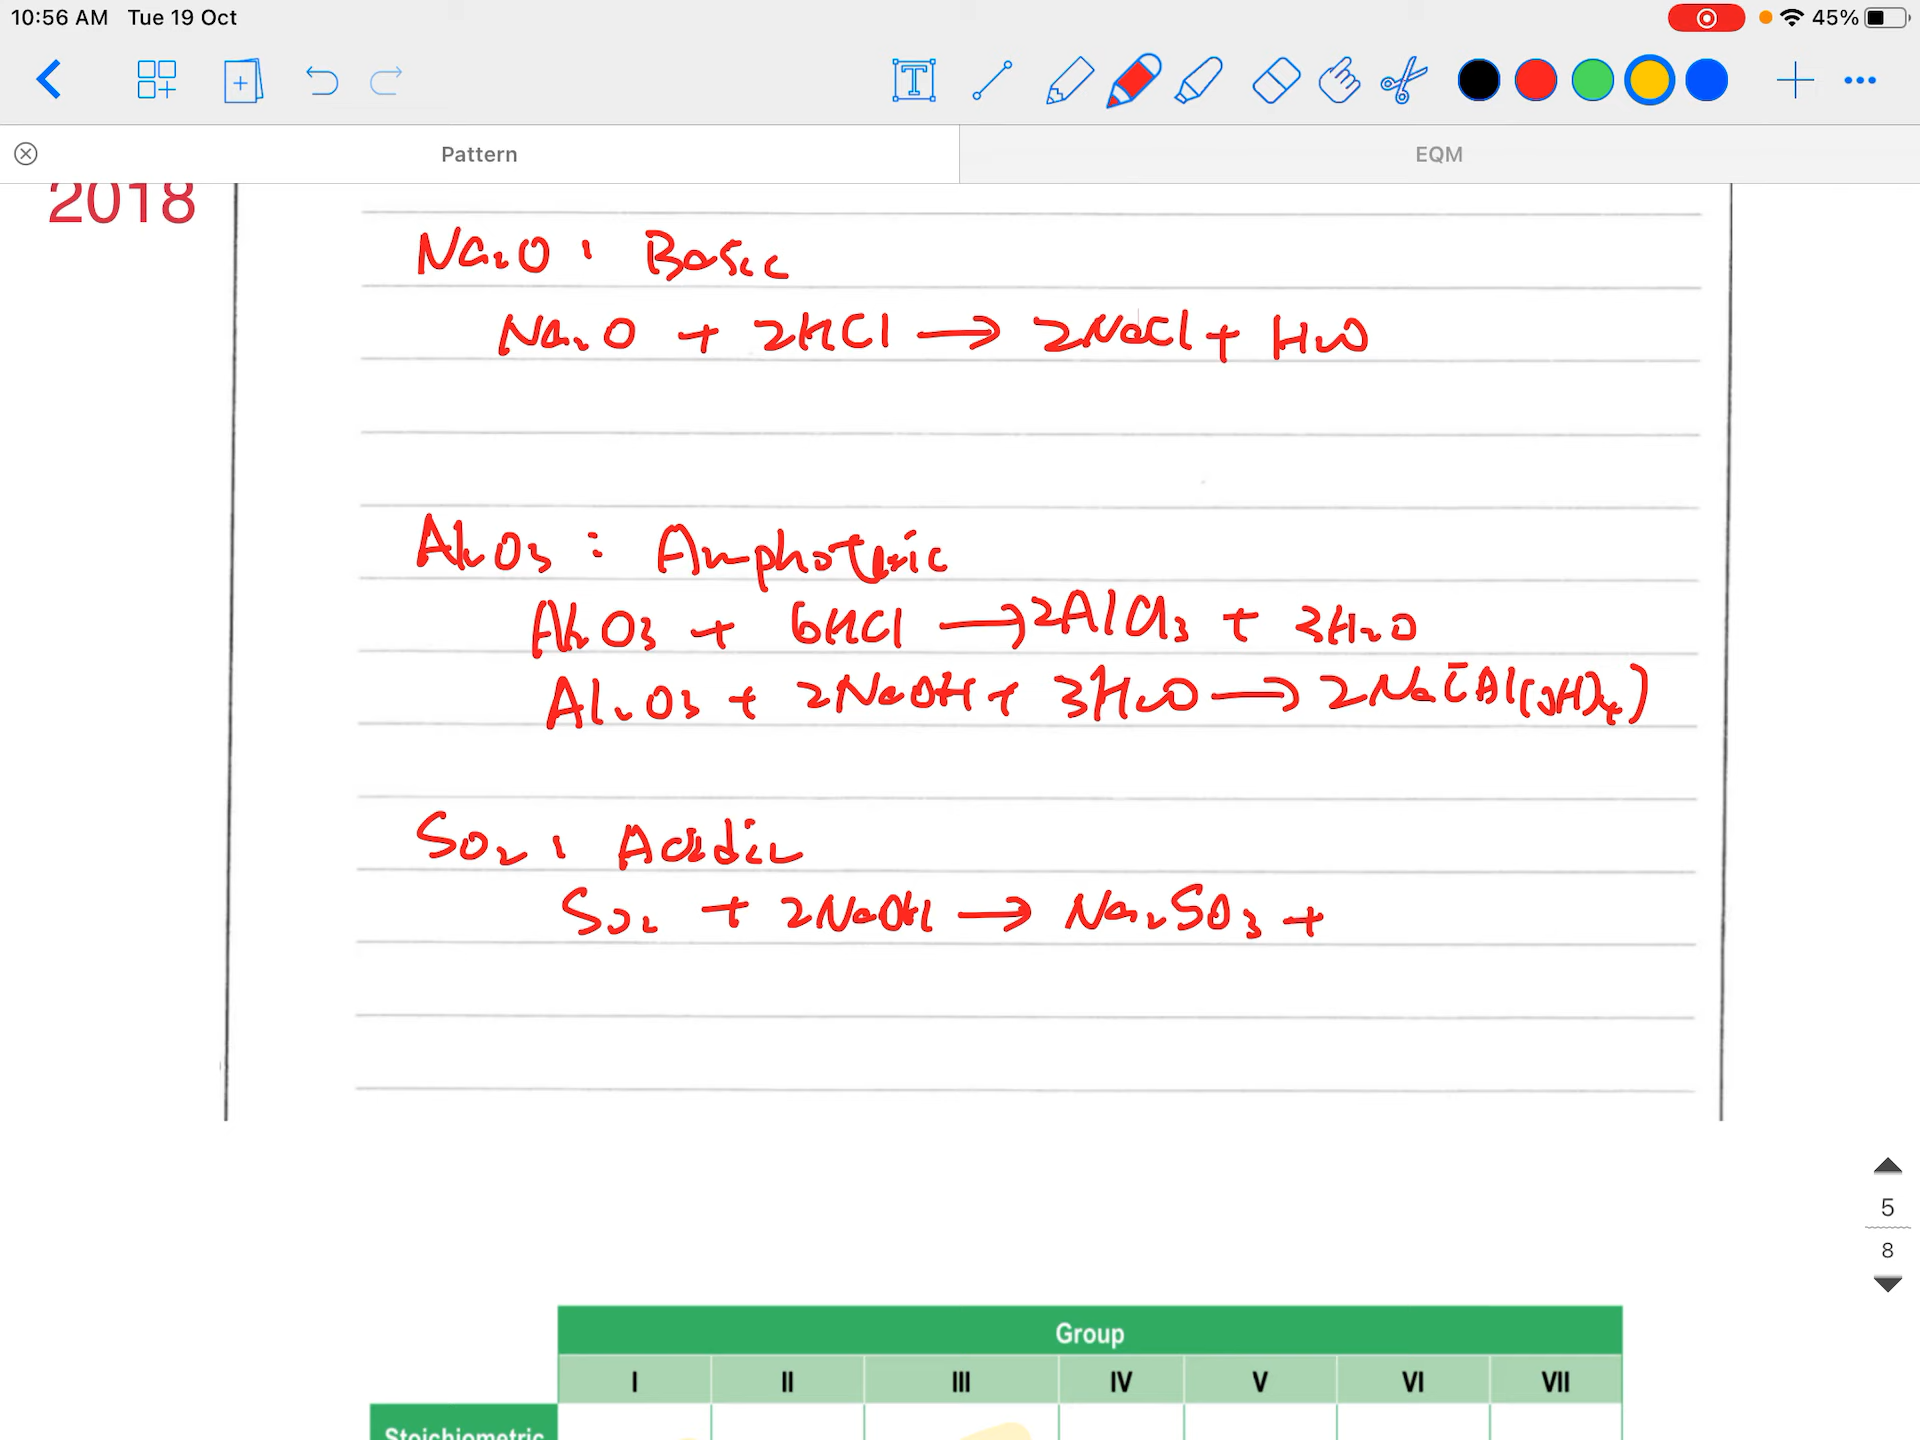 10:56 AM Tue 19 Oct 45%
T
Pattern EQM
2018
Na₂O : Basic
Na₂O + 2HCl → 2NaCl + H₂O
Al₂O₃ : Amphoteric
Al₂O₃ + 6HCl → 2AlCl₃ + 3H₂O
Al₂O₃ + 2NaOH + 3H₂O → 2Na[Al(OH)₄]
SO₂ : Acidic
SO₂ + 2NaOH → Na₂SO₃ +
5
8
Group
I II III IV V VI VII
Stoichiometric